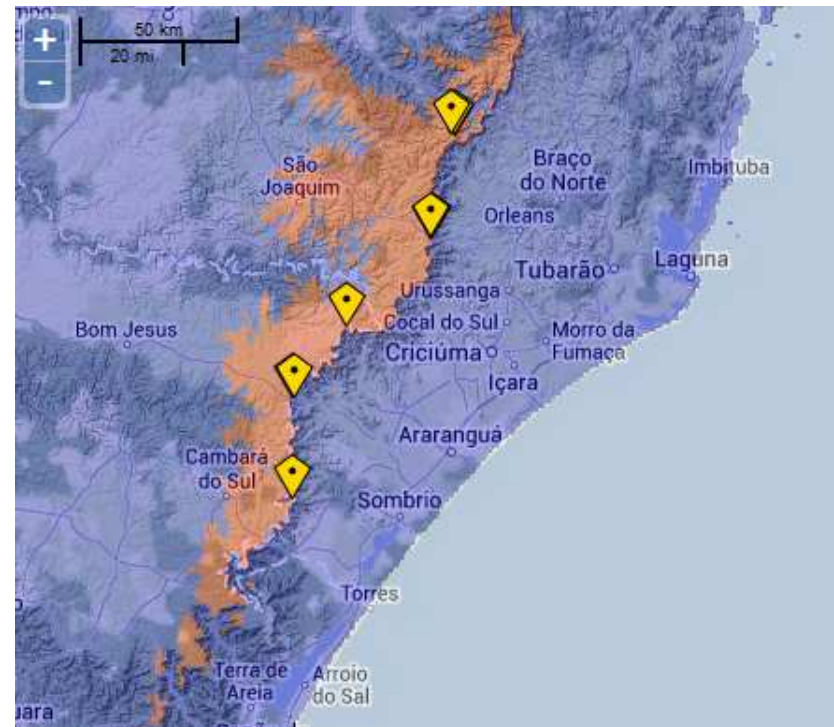 +
-
50 km
20 mi
Braço
do Norte
Imbituba
São
Joaquim
Orleans
Tubarão
Laguna
Urussanga
Cocal do Sul
Morro da
Fumaça
Bom Jesus
Criciúma
Içara
Araranguá
Cambará
do Sul
Sombrio
Torres
Terra de
Areia
Arroio
do Sal